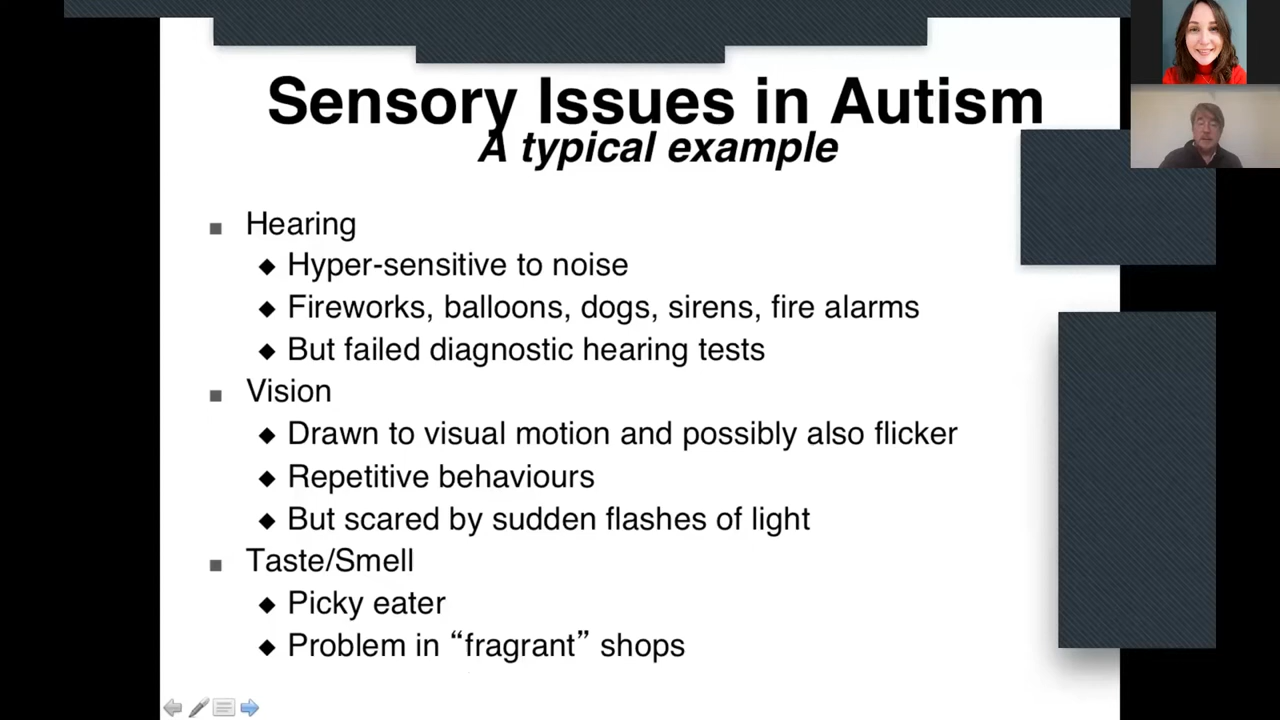 Sensory Issues in Autism
A typical example
Hearing
Hyper-sensitive to noise
Fireworks, balloons, dogs, sirens, fire alarms
But failed diagnostic hearing tests
Vision
Drawn to visual motion and possibly also flicker
Repetitive behaviours
But scared by sudden flashes of light
Taste/Smell
Picky eater
Problem in “fragrant” shops